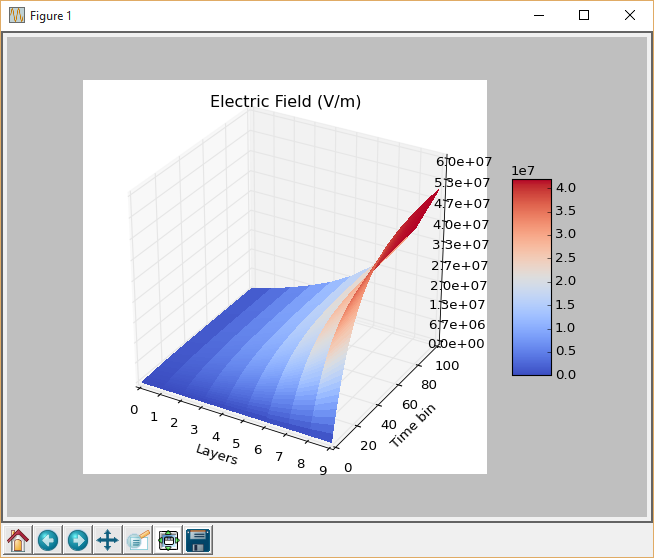 Figure 1
Electric Field (V/m)
6.0e+07
5.3e+07
4.7e+07
4.0e+07
3.3e+07
2.7e+07
2.0e+07
1.3e+07
6.7e+06
0.0e+00
1e7
4.0
3.5
3.0
2.5
2.0
1.5
1.0
0.5
0.0
0 1 2 3 4 5 6 7 8 9
Layers
0 20 40 60 80 100
Time bin